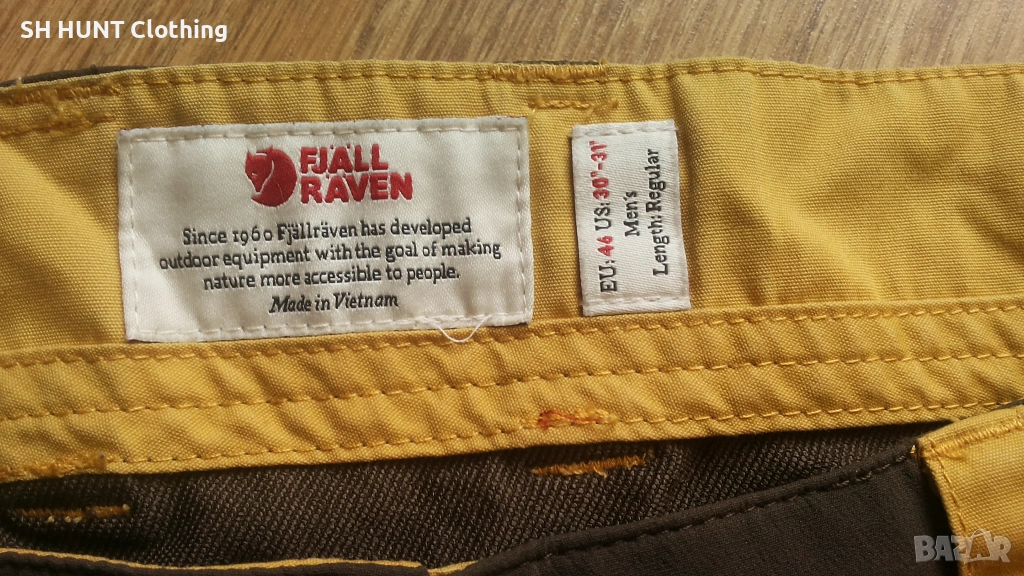 SH HUNT Clothing
FJÄLL
RÄVEN
Since 1960 Fjällräven has developed
outdoor equipment with the goal of making
nature more accessible to people.
Made in Vietnam
EU: 46 US: 30"-31"
Men's
Length: Regular
BAZAR